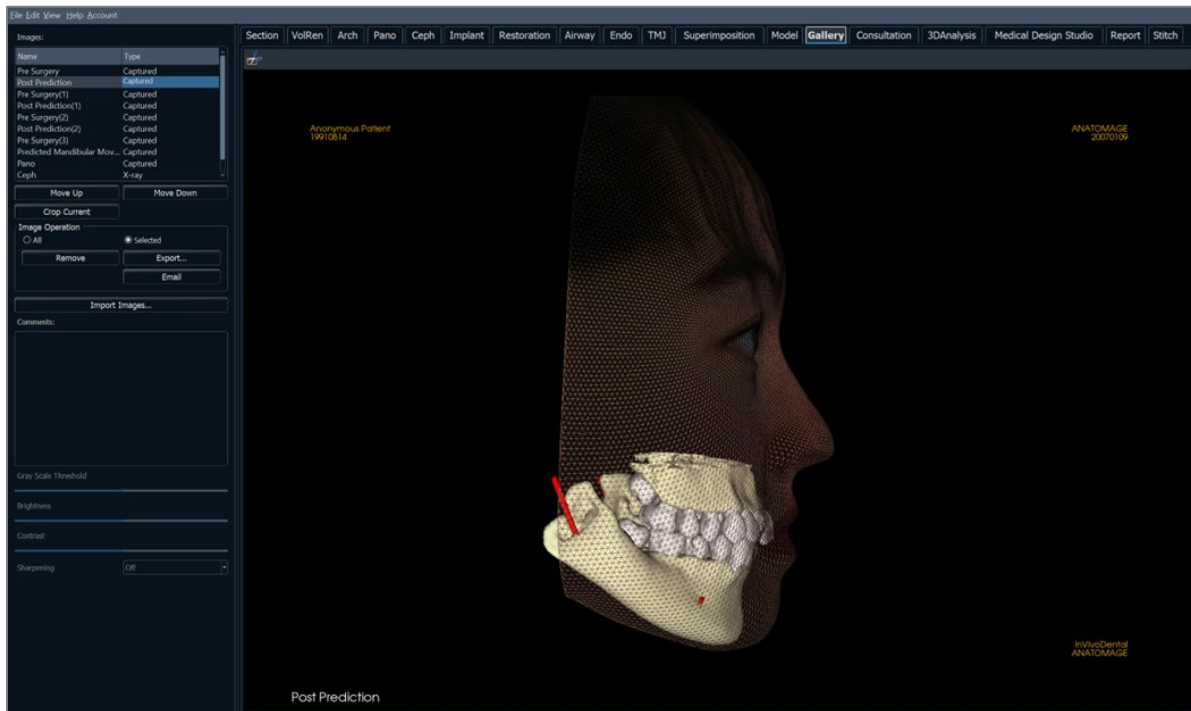 File Edit View Help Account
Images:
Name Type
Pre Surgery Captured
Post Prediction Captured
Pre Surgery(1) Captured
Post Prediction(1) Captured
Pre Surgery(2) Captured
Post Prediction(2) Captured
Pre Surgery(3) Captured
Predicted Mandibular Mov... Captured
Pano Captured
Ceph X-ray
Move Up Move Down
Crop Current
Image Operation
All Selected
Remove Export...
Email
Import Images...
Comments:
Gray Scale Threshold
Brightness
Contrast
Sharpening Off
Section VolRen Arch Pano Ceph Implant Restoration Airway Endo TMJ Superimposition Model Gallery Consultation 3DAnalysis Medical Design Studio Report Stitch
Anonymous Patient
19910814
ANATOMAGE
20070109
InVivoDental
ANATOMAGE
Post Prediction